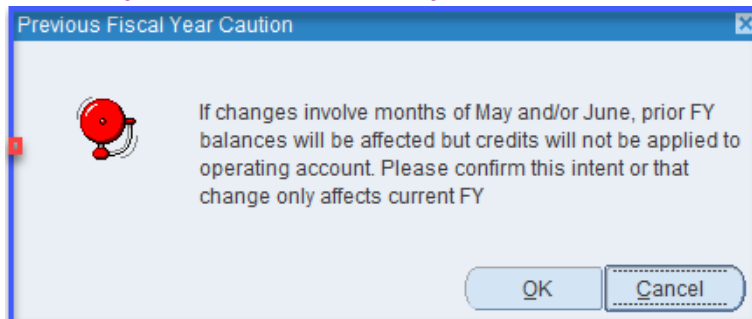 Previous Fiscal Year Caution
If changes involve months of May and/or June, prior FY
balances will be affected but credits will not be applied to
operating account. Please confirm this intent or that
change only affects current FY
OK Cancel